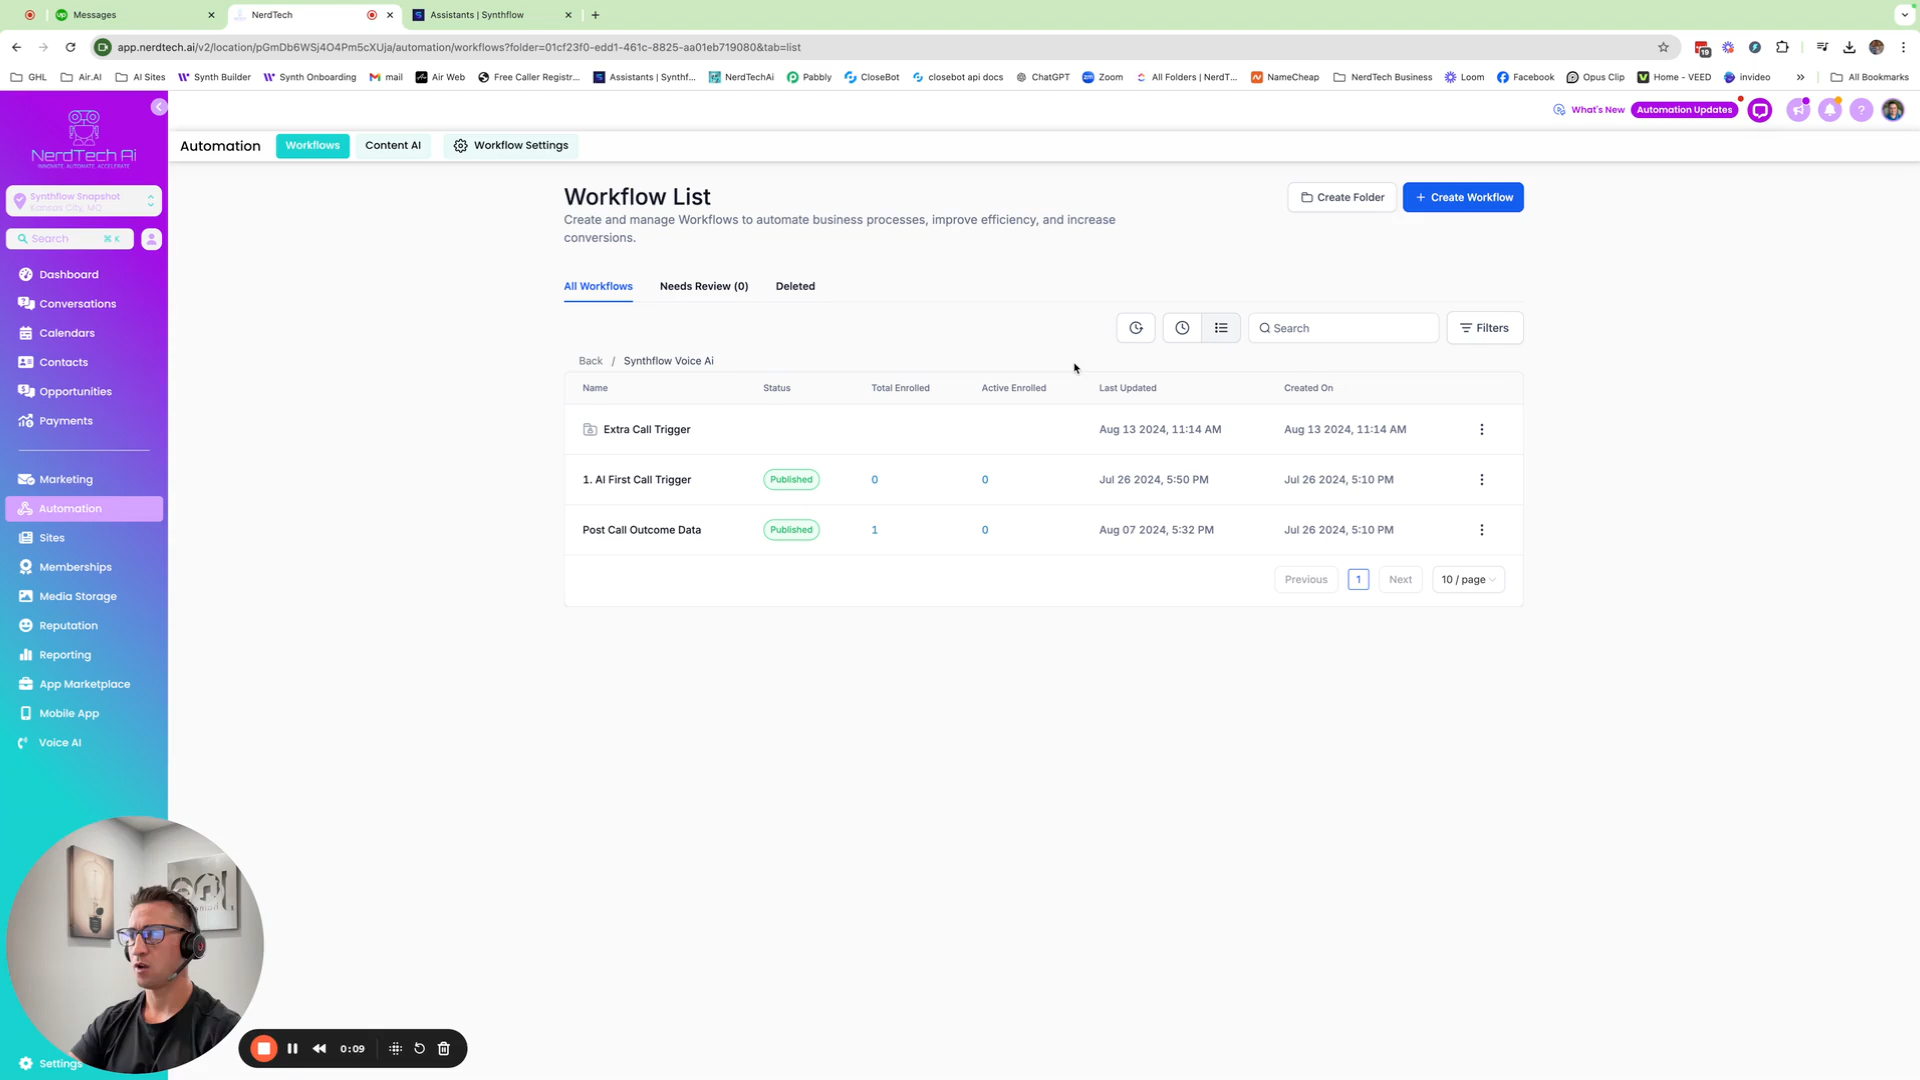 Messages
NerdTech
Assistants | Synthflow
app.nerdtech.ai/v2/location/pGmDb6WSj4O4Pm5cXUja/automation/workflows?folder=01cf23f0-edd1-461c-8825-aa01eb719080&tab=list
19
GHL
Air.AI
AI Sites
Synth Builder
Synth Onboarding
mail
Air Web
Free Caller Registr...
Assistants | Synthf...
NerdTechAi
Pabbly
CloseBot
closebot api docs
ChatGPT
Zoom
All Folders | NerdT...
NameCheap
NerdTech Business
Loom
Facebook
Opus Clip
Home - VEED
invideo
All Bookmarks
NerdTech Ai
INNOVATE, AUTOMATE, ACCELERATE
What's New
Automation Updates
Automation
Workflows
Content AI
Workflow Settings
Synthflow Snapshot
Kansas City, MO
Search
⌘ K
Dashboard
Conversations
Calendars
Contacts
Opportunities
Payments
Marketing
Automation
Sites
Memberships
Media Storage
Reputation
Reporting
App Marketplace
Mobile App
Voice AI
Settings
Workflow List
Create and manage Workflows to automate business processes, improve efficiency, and increase
conversions.
Create Folder
+ Create Workflow
All Workflows
Needs Review (0)
Deleted
Search
Filters
Back / Synthflow Voice Ai
Name Status Total Enrolled Active Enrolled Last Updated Created On
Extra Call Trigger Aug 13 2024, 11:14 AM Aug 13 2024, 11:14 AM
1. AI First Call Trigger Published 0 0 Jul 26 2024, 5:50 PM Jul 26 2024, 5:10 PM
Post Call Outcome Data Published 1 0 Aug 07 2024, 5:32 PM Jul 26 2024, 5:10 PM
Previous 1 Next 10 / page
0:09